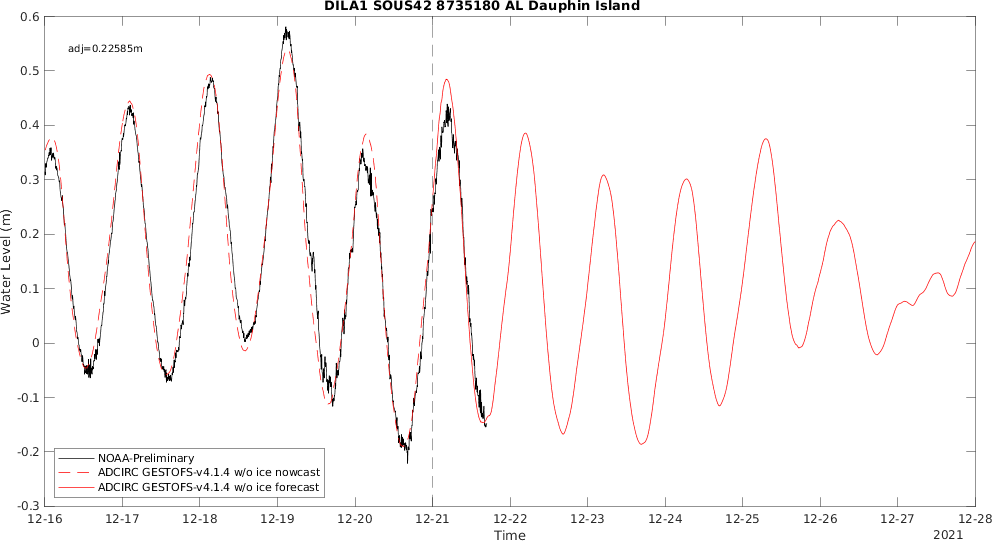 DILA1 SOUS42 8735180 AL Dauphin Island
adj=0.22585m
Water Level (m)
0.6
0.5
0.4
0.3
0.2
0.1
0
-0.1
-0.2
-0.3
NOAA-Preliminary
ADCIRC GESTOFS-v4.1.4 w/o ice nowcast
ADCIRC GESTOFS-v4.1.4 w/o ice forecast
12-16 12-17 12-18 12-19 12-20 12-21 12-22 12-23 12-24 12-25 12-26 12-27 12-28
Time
2021